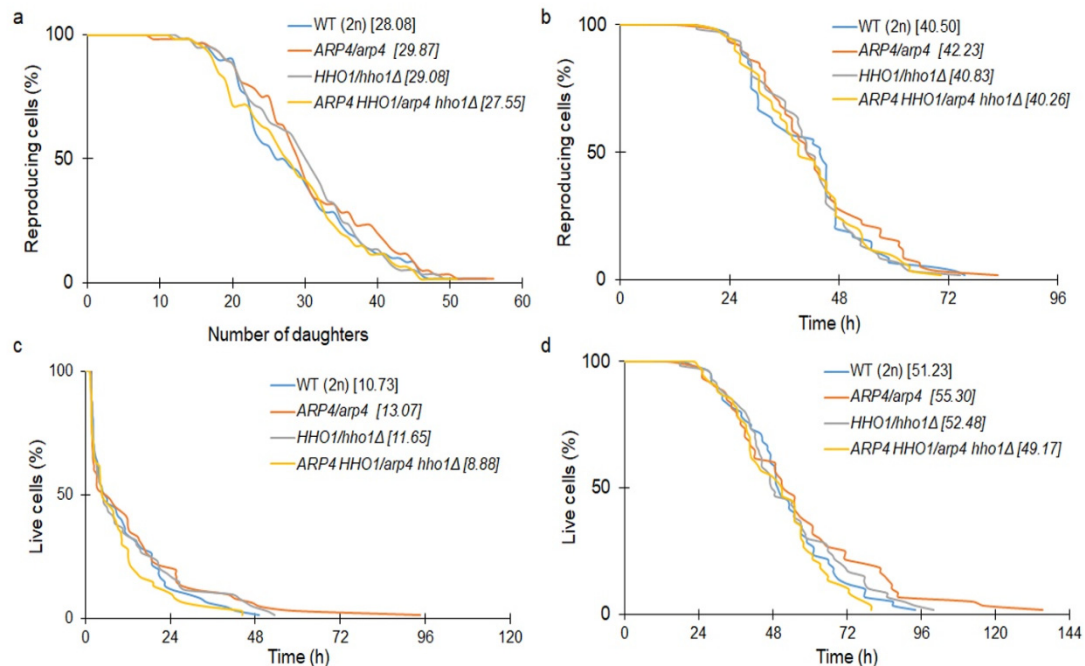 a
100
50
0
Reproducing cells (%)
WT (2n) [28.08]
ARP4/arp4 [29.87]
HHO1/hho1Δ [29.08]
ARP4 HHO1/arp4 hho1Δ [27.55]
0 10 20 30 40 50 60
Number of daughters
b
100
50
0
Reproducing cells (%)
WT (2n) [40.50]
ARP4/arp4 [42.23]
HHO1/hho1Δ [40.83]
ARP4 HHO1/arp4 hho1Δ [40.26]
0 24 48 72 96
Time (h)
c
100
50
0
Live cells (%)
WT (2n) [10.73]
ARP4/arp4 [13.07]
HHO1/hho1Δ [11.65]
ARP4 HHO1/arp4 hho1Δ [8.88]
0 24 48 72 96 120
Time (h)
d
100
50
0
Live cells (%)
WT (2n) [51.23]
ARP4/arp4 [55.30]
HHO1/hho1Δ [52.48]
ARP4 HHO1/arp4 hho1Δ [49.17]
0 24 48 72 96 120 144
Time (h)